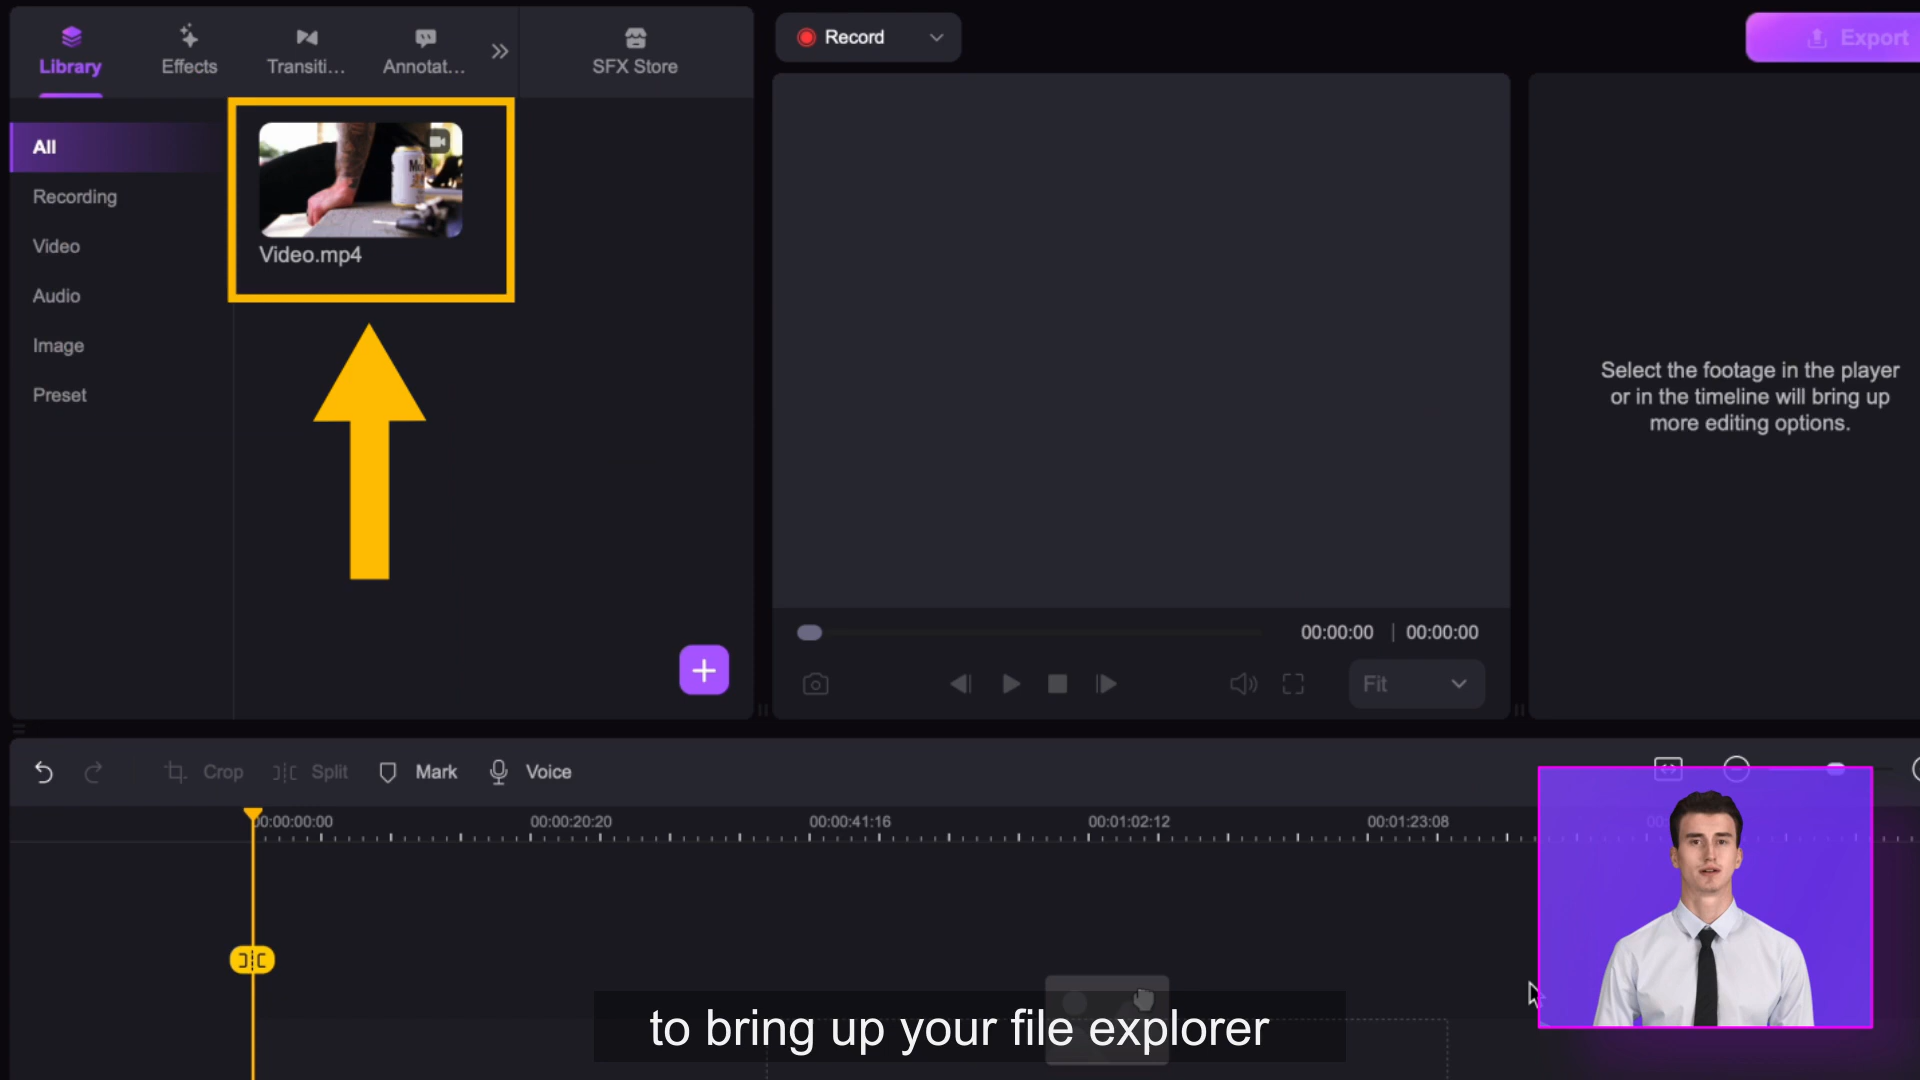 Library
Effects
Transiti...
Annotat...
SFX Store
Record
Export
All
Recording
Video
Audio
Image
Preset
Video.mp4
Select the footage in the player
or in the timeline will bring up
more editing options.
00:00:00 | 00:00:00
Fit
Crop
Split
Mark
Voice
00:00:00:00
00:00:20:20
00:00:41:16
00:01:02:12
00:01:23:08
to bring up your file explorer